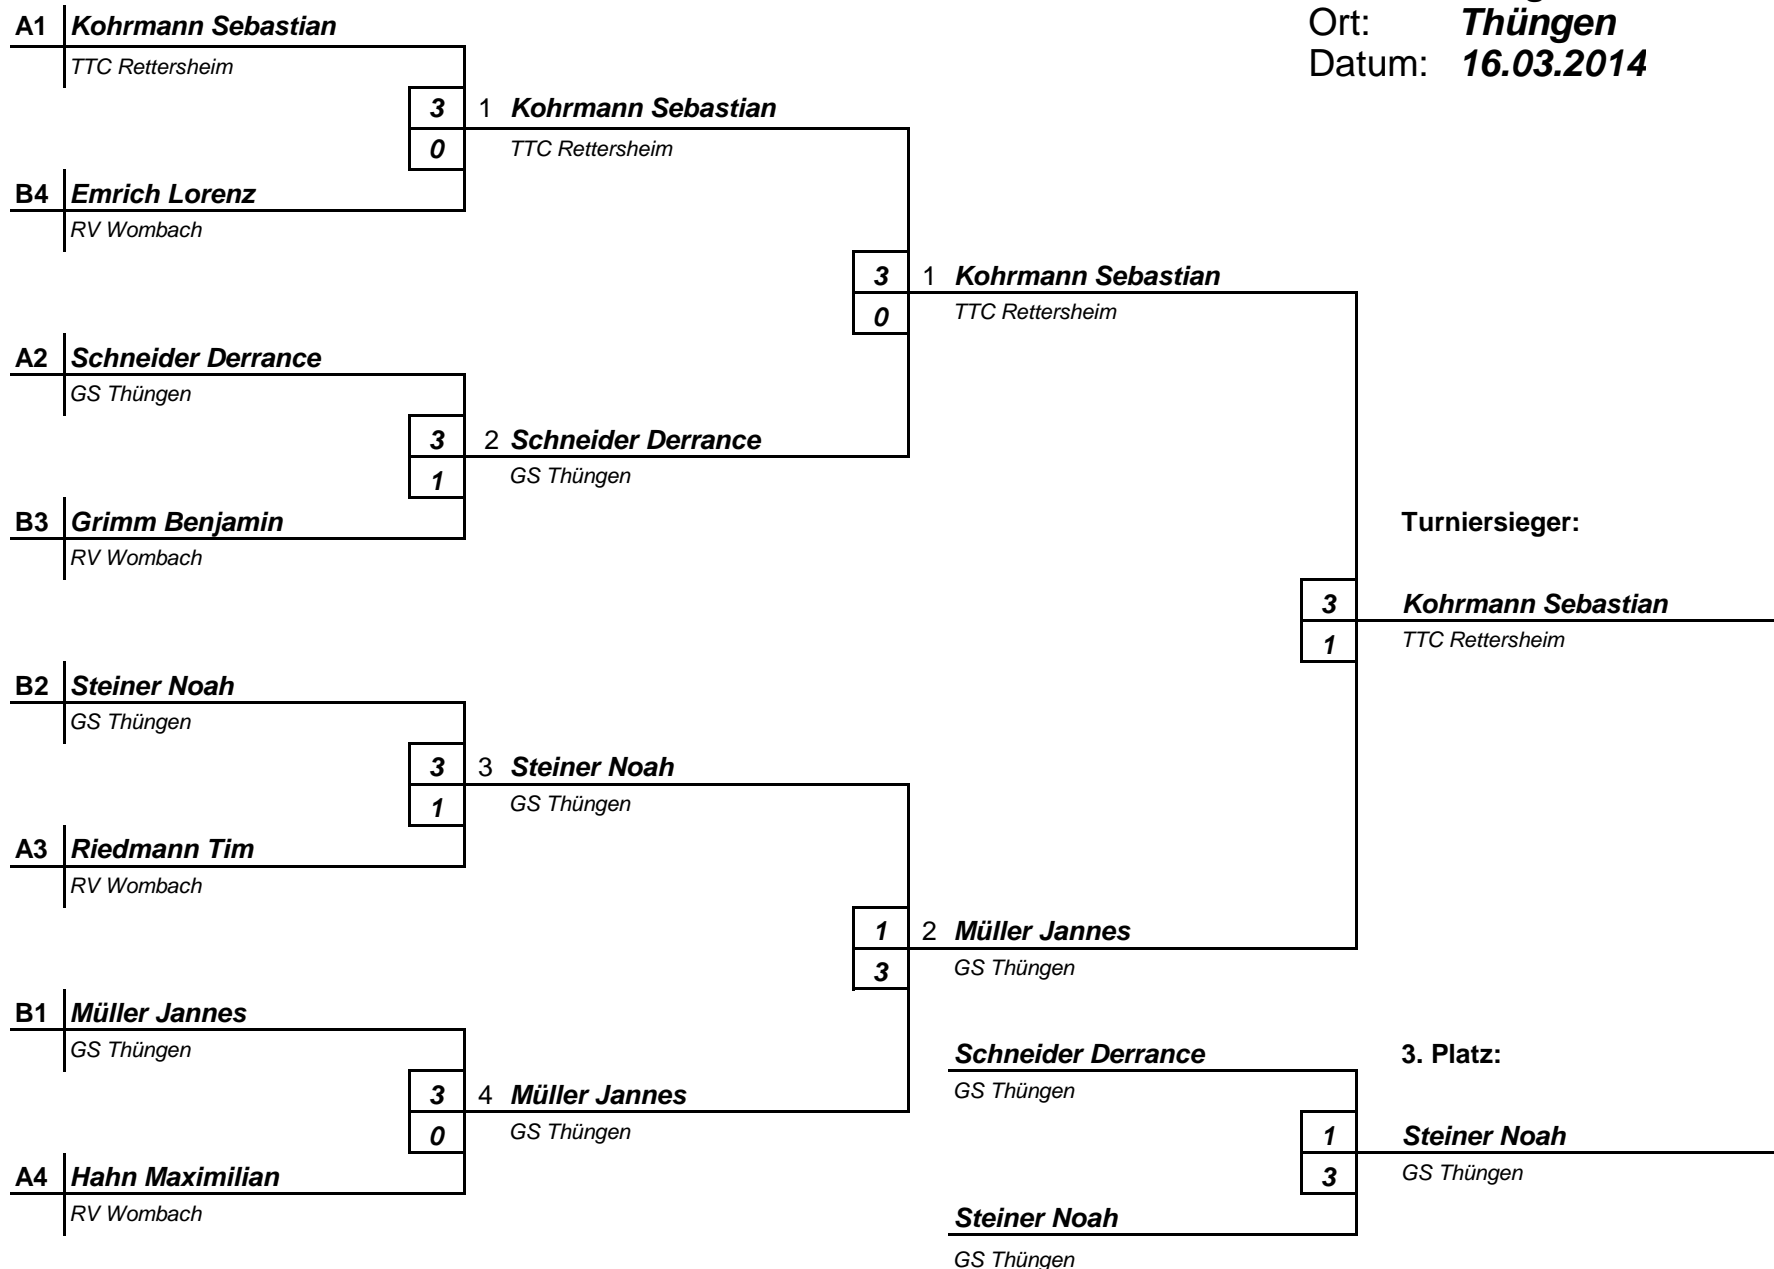 Ort: Thüngen
Datum: 16.03.2014
A1 Kohrmann Sebastian
TTC Rettersheim
3 1 Kohrmann Sebastian
0 TTC Rettersheim
B4 Emrich Lorenz
RV Wombach
3 1 Kohrmann Sebastian
0 TTC Rettersheim
A2 Schneider Derrance
GS Thüngen
3 2 Schneider Derrance
1 GS Thüngen
B3 Grimm Benjamin
RV Wombach
Turniersieger:
3 Kohrmann Sebastian
1 TTC Rettersheim
B2 Steiner Noah
GS Thüngen
3 3 Steiner Noah
1 GS Thüngen
A3 Riedmann Tim
RV Wombach
1 2 Müller Jannes
3 GS Thüngen
B1 Müller Jannes
GS Thüngen
Schneider Derrance
GS Thüngen
3. Platz:
3 4 Müller Jannes
0 GS Thüngen
1 Steiner Noah
3 GS Thüngen
A4 Hahn Maximilian
RV Wombach
Steiner Noah
GS Thüngen